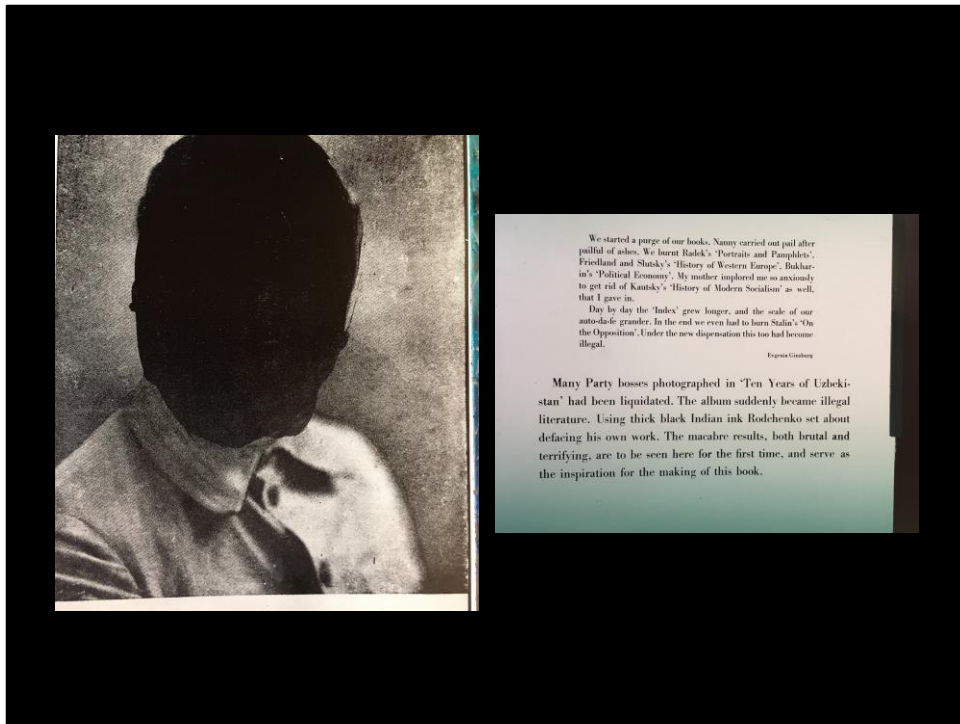 We started a purge of our books. Nanny carried out pail after
pailful of ashes. We burnt Radek's 'Portraits and Pamphlets',
Friedland and Slutsky's 'History of Western Europe', Bukhar-
in's 'Political Economy'. My mother implored me so anxiously
to get rid of Kautsky's 'History of Modern Socialism' as well,
that I gave in.
Day by day the 'Index' grew longer, and the scale of our
auto-da-fe grander. In the end we even had to burn Stalin's 'On
the Opposition'. Under the new dispensation this too had become
illegal.
Evgenia Ginzburg
Many Party bosses photographed in 'Ten Years of Uzbeki-
stan' had been liquidated. The album suddenly became illegal
literature. Using thick black Indian ink Rodchenko set about
defacing his own work. The macabre results, both brutal and
terrifying, are to be seen here for the first time, and serve as
the inspiration for the making of this book.